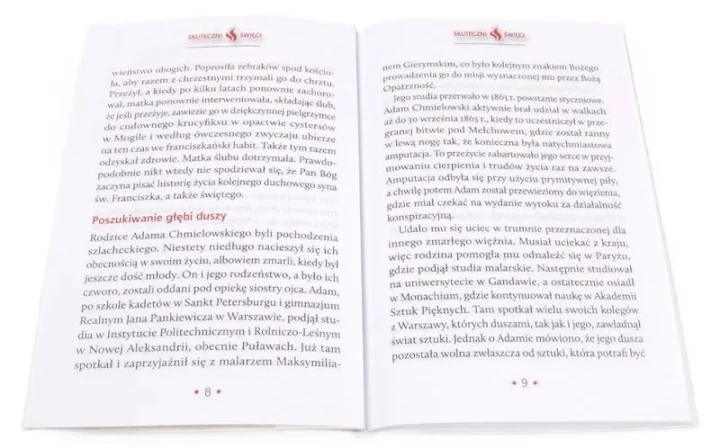 SKUTECZNI ŚWIĘCI
wieństwo ubogich. Poprosiła żebraków spod kościo-
ła, aby razem z chrzestnymi trzymali go do chrztu.
Przeżył, a kiedy po kilku latach ponownie zachoro-
wał, matka ponownie interweniowała, składając ślub,
że jeśli przeżyje, zawiezie go w dziękczynnej pielgrzymce
do cudownego krucyfiksu w opactwie cystersów
w Mogile i według ówczesnego zwyczaju ubierze
na ten czas we franciszkański habit. Także tym razem
odzyskał zdrowie. Matka ślubu dotrzymała. Prawdo-
podobnie nikt wtedy nie spodziewał się, że Pan Bóg
zaczyna pisać historię życia kolejnego duchowego syna
św. Franciszka, a także świętego.
Poszukiwanie głębi duszy
Rodzice Adama Chmielowskiego byli pochodzenia
szlacheckiego. Niestety niedługo nacieszył się ich
obecnością w swoim życiu, albowiem zmarli, kiedy był
jeszcze dość młody. On i jego rodzeństwo, a było ich
czworo, zostali oddani pod opiekę siostry ojca. Adam,
po szkole kadetów w Sankt Petersburgu i gimnazjum
Realnym Jana Pankiewicza w Warszawie, podjął stu-
dia w Instytucie Politechnicznym i Rolniczo-Leśnym
w Nowej Aleksandrii, obecnie Puławach. Już tam
spotkał i zaprzyjaźnił się z malarzem Maksymilia-
• 8 •
SKUTECZNI ŚWIĘCI
nem Gierymskim, co było kolejnym znakiem Bożego
prowadzenia go do misji wyznaczonej mu przez Bożą
Opatrzność.
Jego studia przerwało w 1863 r. powstanie styczniowe.
Adam Chmielowski aktywnie brał udział w walkach
aż do 30 września 1863 r., kiedy to uczestniczył w prze-
granej bitwie pod Mełchowem, gdzie został ranny
w lewą nogę tak, że konieczna była natychmiastowa
amputacja. To przeżycie zahartowało jego serce w przyj-
mowaniu cierpienia i trudów życia raz na zawsze.
Amputacja odbyła się przy użyciu prymitywnej piły,
a chwilę potem Adam został przewieziony do więzienia,
gdzie miał czekać na wydanie wyroku za działalność
konspiracyjną.
Udało mu się uciec w trumnie przeznaczonej dla
innego zmarłego więźnia. Musiał uciekać z kraju,
więc rodzina pomogła mu odnaleźć się w Paryżu,
gdzie podjął studia malarskie. Następnie studiował
na uniwersytecie w Gandawie, a ostatecznie osiadł
w Monachium, gdzie kontynuował naukę w Akademii
Sztuk Pięknych. Tam spotkał wielu swoich kolegów
z Warszawy, których duszami, tak jak i jego, zawładnął
świat sztuki. Jednak o Adamie mówiono, że jego dusza
pozostała wolna zwłaszcza od sztuki, która potrafi być
• 9 •